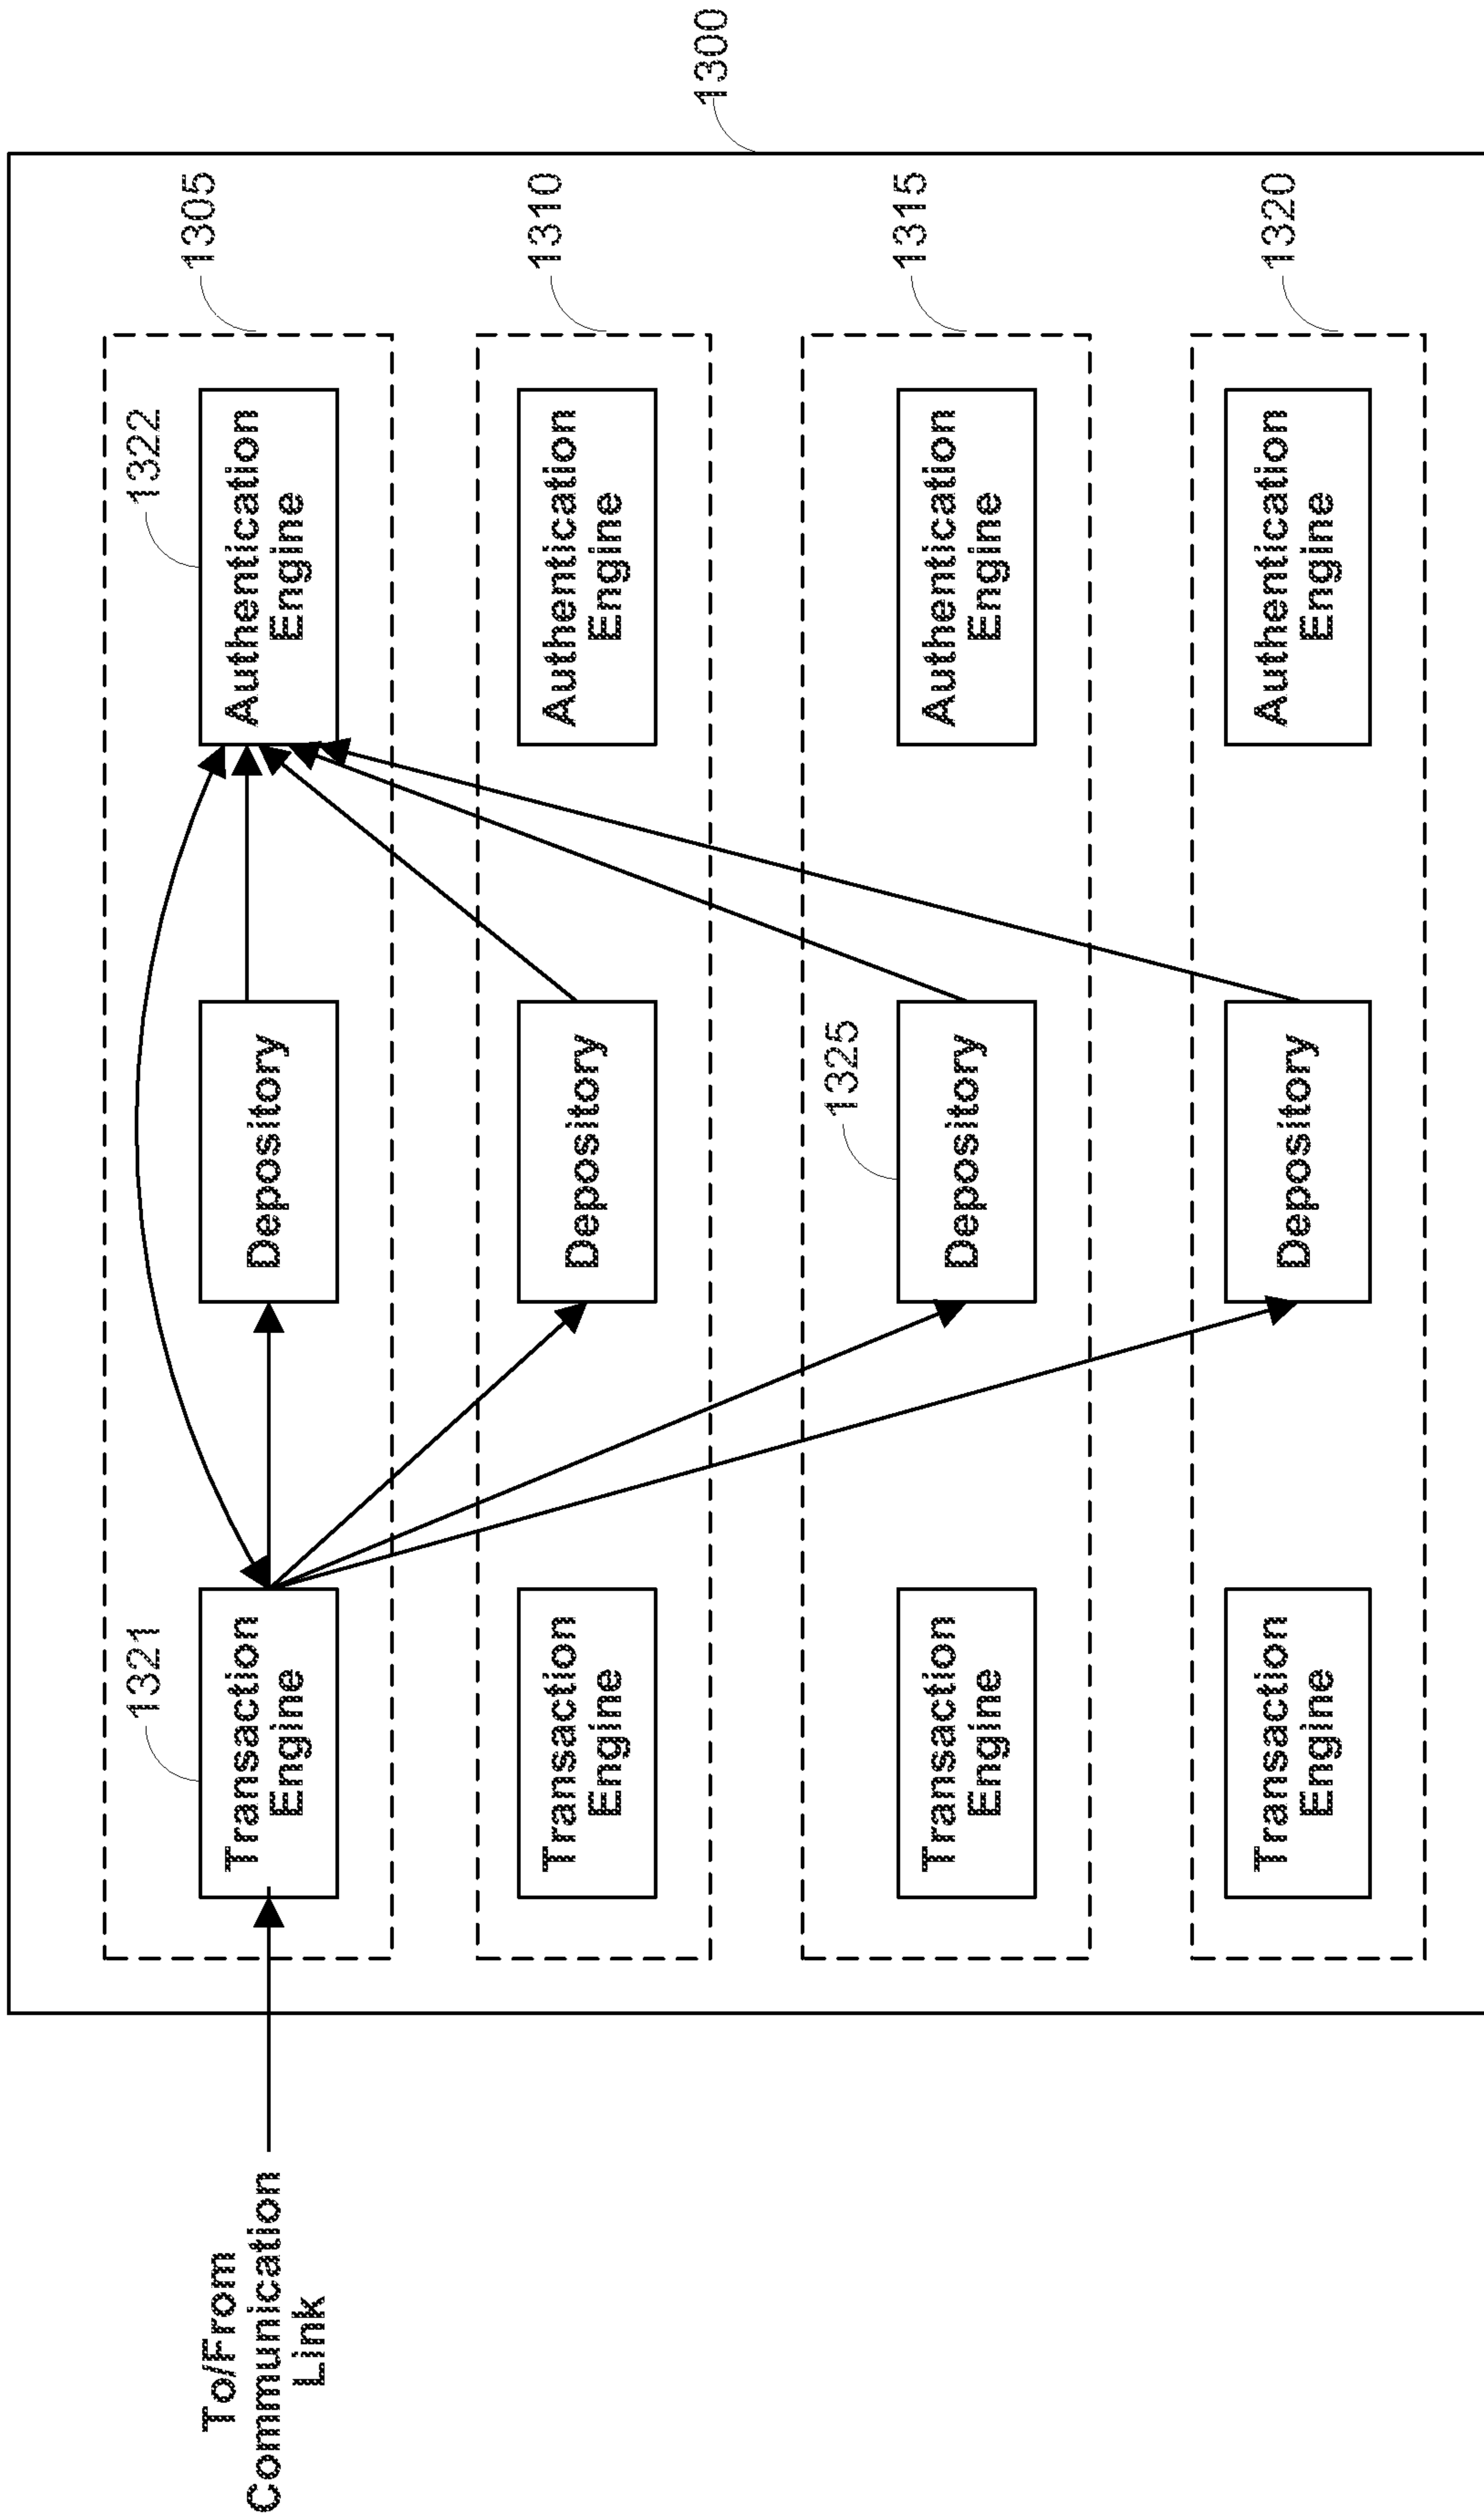 1300
1305
1321
1322
To/From
Communication
Link
Transaction
Engine
Depository
Authentication
Engine
1310
Transaction
Engine
Depository
Authentication
Engine
1315
1325
Transaction
Engine
Depository
Authentication
Engine
1320
Transaction
Engine
Depository
Authentication
Engine